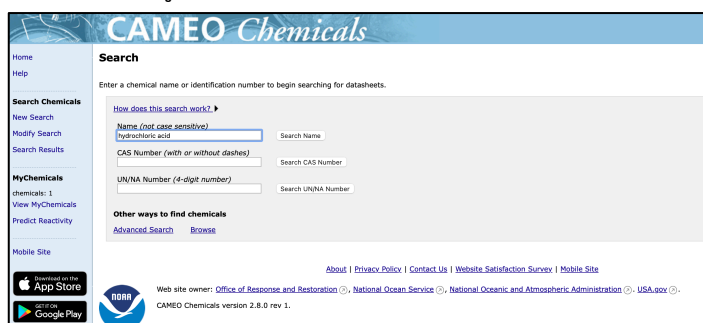 CAMEO Chemicals
Home
Help
Search Chemicals
New Search
Modify Search
Search Results
MyChemicals
chemicals: 1
View MyChemicals
Predict Reactivity
Mobile Site
Download on the
App Store
GET IT ON
Google Play
Search
Enter a chemical name or identification number to begin searching for datasheets.
How does this search work?
Name (not case sensitive)
hydrochloric acid Search Name
CAS Number (with or without dashes)
Search CAS Number
UN/NA Number (4-digit number)
Search UN/NA Number
Other ways to find chemicals
Advanced Search Browse
About | Privacy Policy | Contact Us | Website Satisfaction Survey | Mobile Site
NOAA
Web site owner: Office of Response and Restoration, National Ocean Service, National Oceanic and Atmospheric Administration. USA.gov.
CAMEO Chemicals version 2.8.0 rev 1.